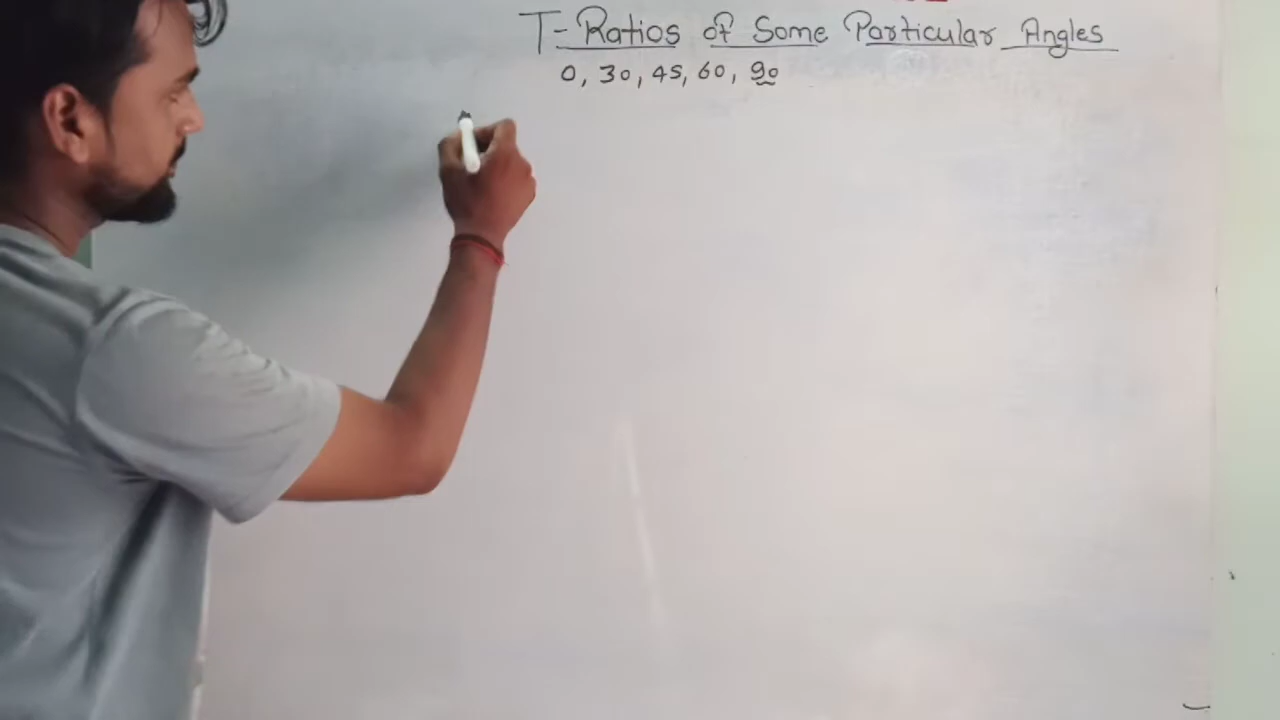 T-Ratios of Some Particular Angles
0, 30, 45, 60, 90